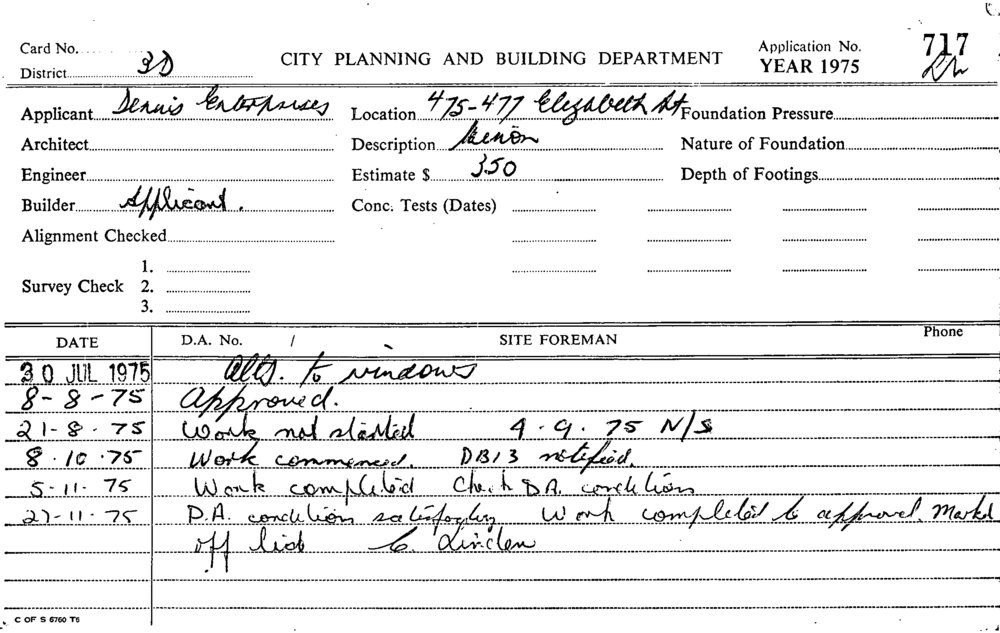 Card No. CITY PLANNING AND BUILDING DEPARTMENT Application No. 717
District 3D YEAR 1975
Applicant Dennis Enterprises Location 475-477 Elizabeth St Foundation Pressure
Architect Description Nature of Foundation
Engineer Estimate $ 350 Depth of Footings
Builder Applicant. Conc. Tests (Dates)
Alignment Checked
1.
Survey Check 2.
3.
DATE D.A. No. / SITE FOREMAN Phone
30 JUL 1975 Alts. to windows
8-8-75 Approved.
21-8-75 Work not started 4.9.75 N/S
8.10.75 Work commenced. DB13 notified.
5-11-75 Work completed Check D.A. condition
27-11-75 D.A. condition Work completed to approval. Markd
off list C. Linden
C OF S 6760 T6